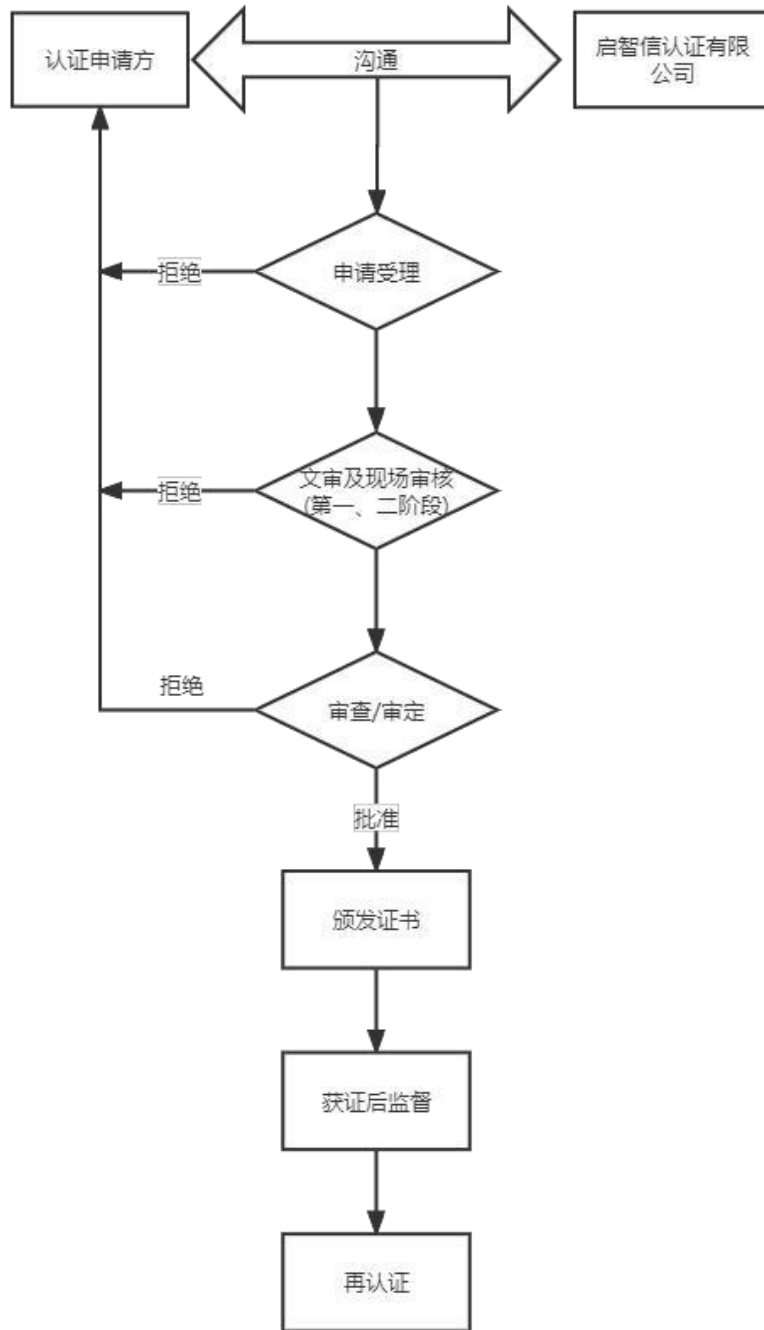 认证申请方
沟通
启智信认证有限
公司
申请受理
拒绝
文审及现场审核
(第一、二阶段)
拒绝
审查/审定
拒绝
批准
颁发证书
获证后监督
再认证